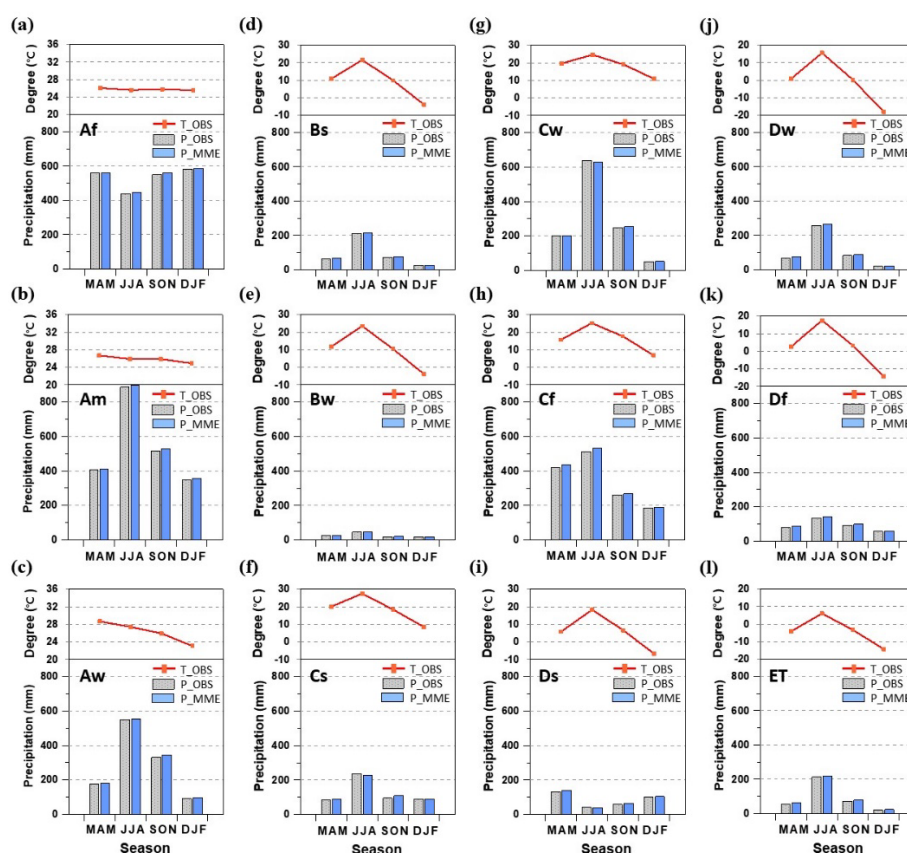 (a)
Degree (°C)
36
32
28
24
20
Af
T_OBS
P_OBS
P_MME
Precipitation (mm)
800
600
400
200
0
MAM JJA SON DJF
(b)
Degree (°C)
36
32
28
24
20
Am
T_OBS
P_OBS
P_MME
Precipitation (mm)
800
600
400
200
0
MAM JJA SON DJF
(c)
Degree (°C)
36
32
28
24
20
Aw
T_OBS
P_OBS
P_MME
Precipitation (mm)
800
600
400
200
0
MAM JJA SON DJF
Season
(d)
Degree (°C)
30
20
10
0
-10
Bs
T_OBS
P_OBS
P_MME
Precipitation (mm)
800
600
400
200
0
MAM JJA SON DJF
(e)
Degree (°C)
30
20
10
0
-10
Bw
T_OBS
P_OBS
P_MME
Precipitation (mm)
800
600
400
200
0
MAM JJA SON DJF
(f)
Degree (°C)
30
20
10
0
-10
Cs
T_OBS
P_OBS
P_MME
Precipitation (mm)
800
600
400
200
0
MAM JJA SON DJF
Season
(g)
Degree (°C)
30
20
10
0
-10
Cw
T_OBS
P_OBS
P_MME
Precipitation (mm)
800
600
400
200
0
MAM JJA SON DJF
(h)
Degree (°C)
30
20
10
0
-10
Cf
T_OBS
P_OBS
P_MME
Precipitation (mm)
800
600
400
200
0
MAM JJA SON DJF
(i)
Degree (°C)
30
20
10
0
-10
Ds
T_OBS
P_OBS
P_MME
Precipitation (mm)
800
600
400
200
0
MAM JJA SON DJF
Season
(j)
Degree (°C)
20
10
0
-10
-20
Dw
T_OBS
P_OBS
P_MME
Precipitation (mm)
800
600
400
200
0
MAM JJA SON DJF
(k)
Degree (°C)
20
10
0
-10
-20
Df
T_OBS
P_OBS
P_MME
Precipitation (mm)
800
600
400
200
0
MAM JJA SON DJF
(l)
Degree (°C)
20
10
0
-10
-20
ET
T_OBS
P_OBS
P_MME
Precipitation (mm)
800
600
400
200
0
MAM JJA SON DJF
Season